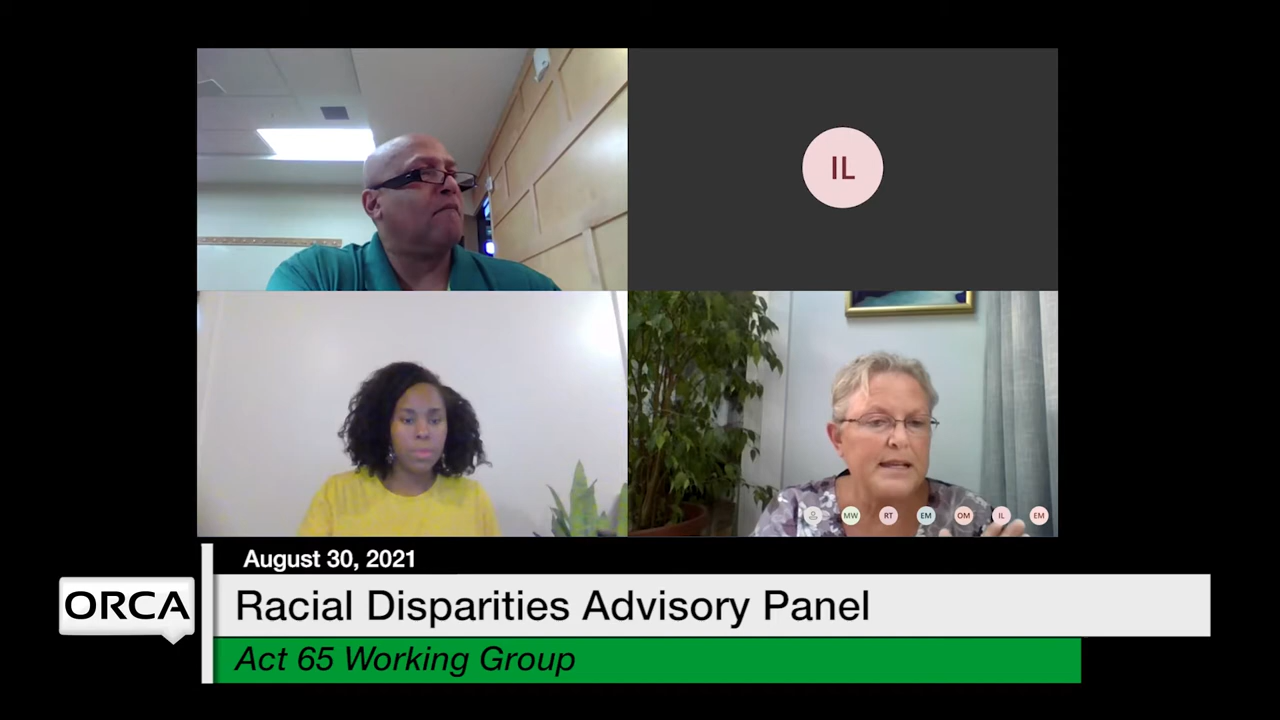 IL
MW RT EM OM IL EM
August 30, 2021
ORCA
Racial Disparities Advisory Panel
Act 65 Working Group